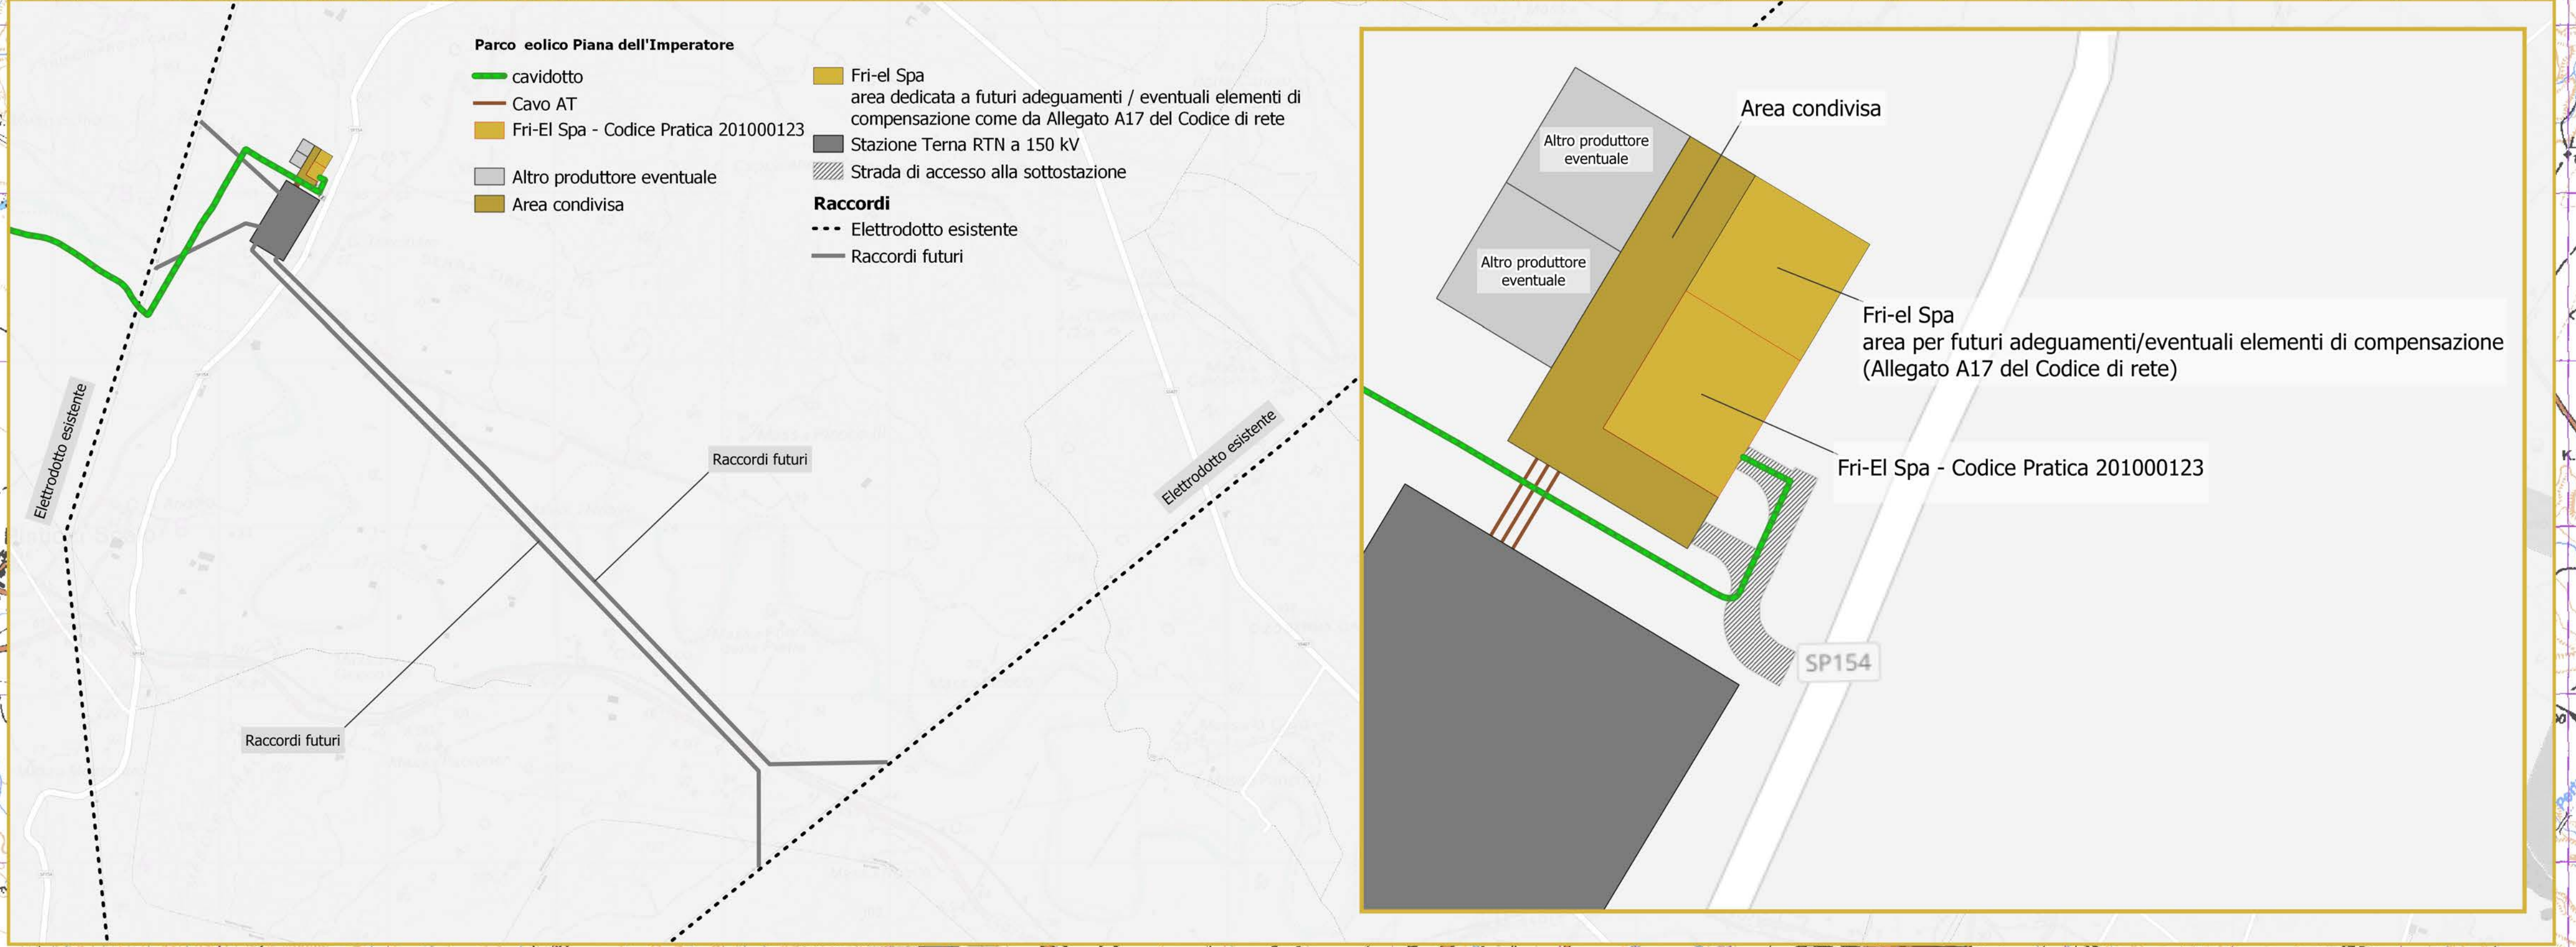 Parco eolico Piana dell'Imperatore
cavidotto
Cavo AT
Fri-El Spa - Codice Pratica 201000123
Altro produttore eventuale
Area condivisa
Fri-el Spa
area dedicata a futuri adeguamenti / eventuali elementi di
compensazione come da Allegato A17 del Codice di rete
Stazione Terna RTN a 150 kV
Strada di accesso alla sottostazione
Raccordi
Elettrodotto esistente
Raccordi futuri
Elettrodotto esistente
Raccordi futuri
Raccordi futuri
Elettrodotto esistente
Area condivisa
Altro produttore
eventuale
Altro produttore
eventuale
Fri-el Spa
area per futuri adeguamenti/eventuali elementi di compensazione
(Allegato A17 del Codice di rete)
Fri-El Spa - Codice Pratica 201000123
SP154